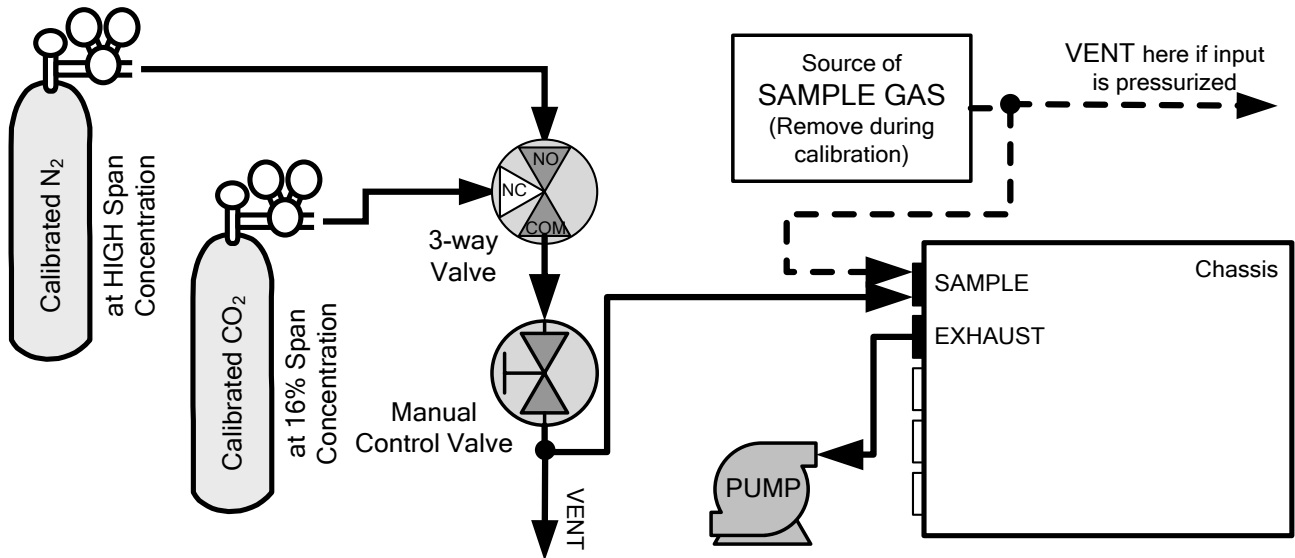 Calibrated N2
at HIGH Span
Concentration
Calibrated CO2
at 16% Span
Concentration
NO
NC
COM
3-way
Valve
Manual
Control Valve
VENT
Source of
SAMPLE GAS
(Remove during
calibration)
VENT here if input
is pressurized
Chassis
SAMPLE
EXHAUST
PUMP